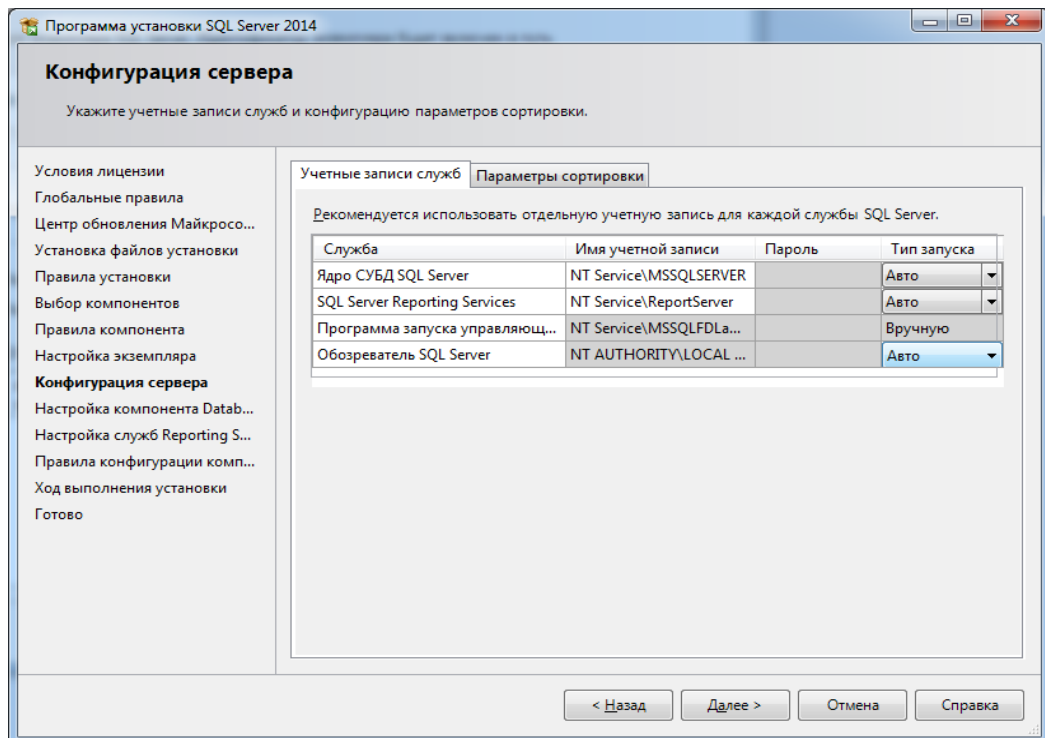 Программа установки SQL Server 2014
Конфигурация сервера
Укажите учетные записи служб и конфигурацию параметров сортировки.
Условия лицензии
Глобальные правила
Центр обновления Майкросо...
Установка файлов установки
Правила установки
Выбор компонентов
Правила компонента
Настройка экземпляра
Конфигурация сервера
Настройка компонента Datab...
Настройка служб Reporting S...
Правила конфигурации комп...
Ход выполнения установки
Готово
Учетные записи служб Параметры сортировки
Рекомендуется использовать отдельную учетную запись для каждой службы SQL Server.
Служба Имя учетной записи Пароль Тип запуска
Ядро СУБД SQL Server NT Service\MSSQLSERVER Авто
SQL Server Reporting Services NT Service\ReportServer Авто
Программа запуска управляющ... NT Service\MSSQLFDLa... Вручную
Обозреватель SQL Server NT AUTHORITY\LOCAL ... Авто
< Назад Далее > Отмена Справка